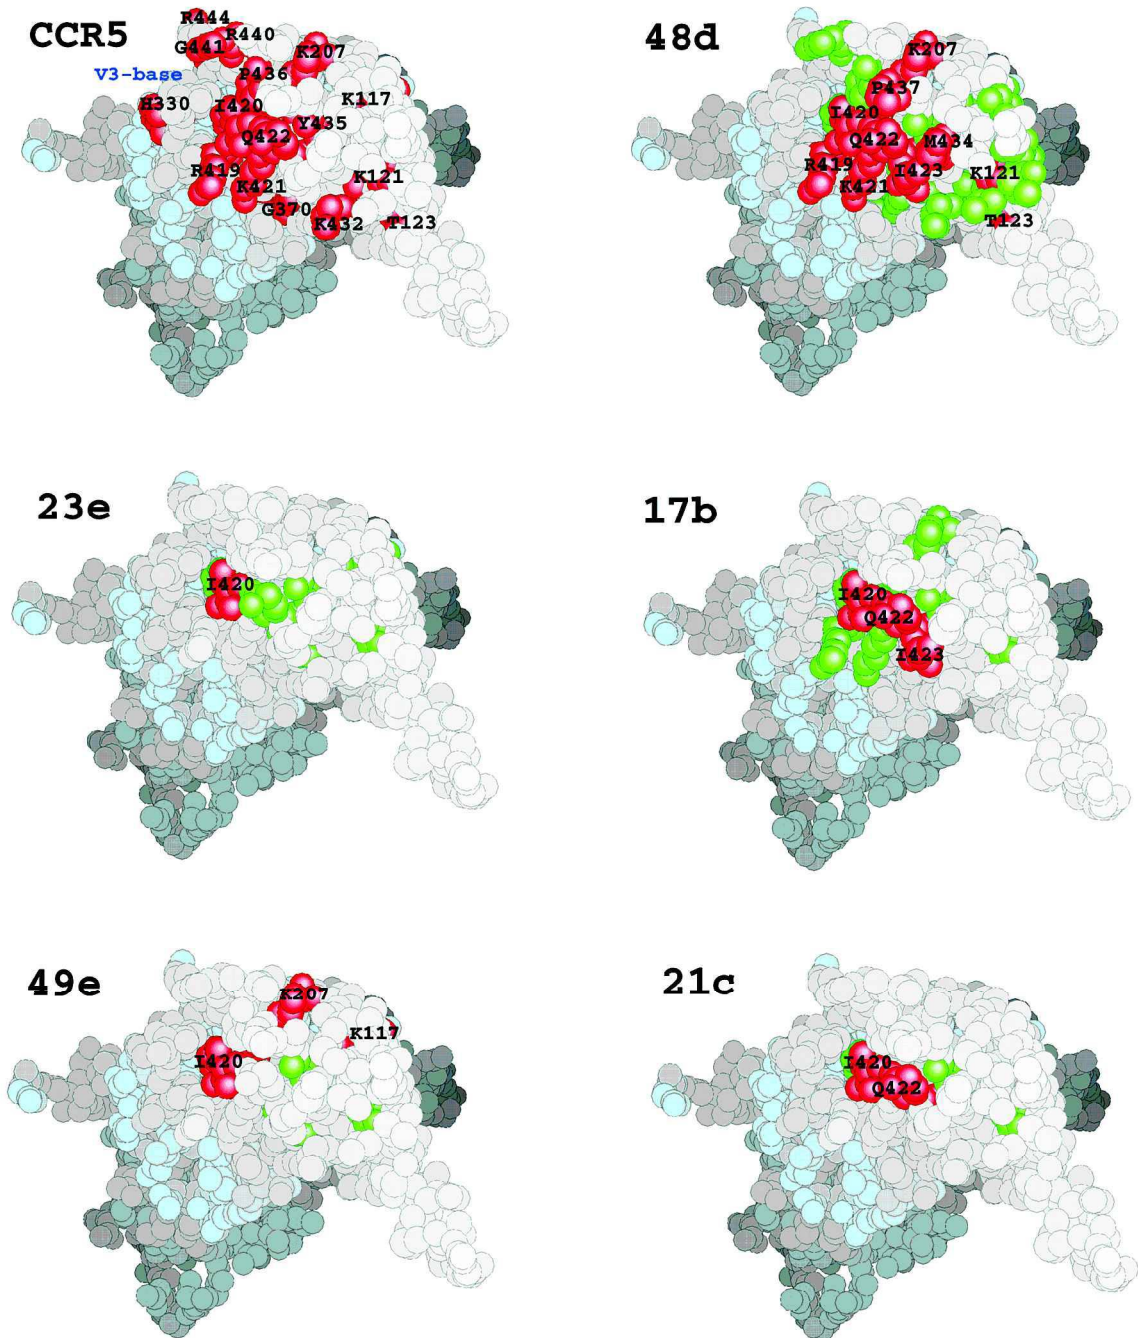 CCR5
R444
R440
G441
K207
V3-base
P436
H330
I420
K117
Y435
Q422
R419
K421
K121
G370
K432
T123
48d
K207
P437
I420
Q422
M434
R419
I423
K121
K421
T123
23e
I420
17b
I420
Q422
I423
49e
K207
K117
I420
21c
I420
Q422